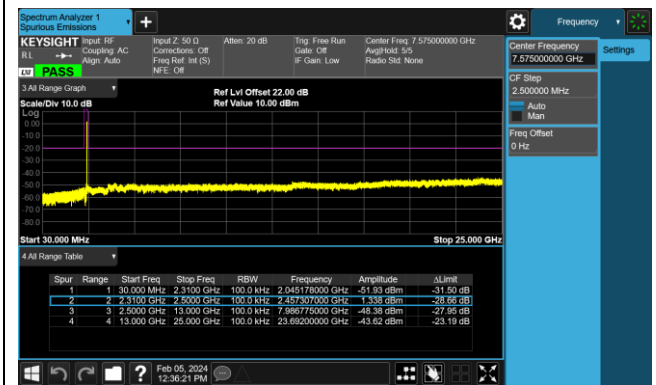 Spectrum Analyzer 1
Spurious Emissions
Frequency
KEYSIGHT Input: RF Input Z: 50 Ω Atten: 20 dB Trig: Free Run Center Freq: 7.575000000 GHz
RL Coupling: AC Corrections: Off Gate: Off Avg|Hold: 5/5
Align: Auto Freq Ref: Int (S) IF Gain: Low Radio Std: None
NFE: Off
PASS
Center Frequency
7.575000000 GHz
Settings
CF Step
2.500000 MHz
Auto
Man
Freq Offset
0 Hz
3 All Range Graph
Ref Lvl Offset 22.00 dB
Scale/Div 10.0 dB Ref Value 10.00 dBm
Log
0.00
-10.0
-20.0
-30.0
-40.0
-50.0
-60.0
-70.0
-80.0
Start 30.000 MHz Stop 25.000 GHz
4 All Range Table
Spur Range Start Freq Stop Freq RBW Frequency Amplitude ΔLimit
1 1 30.000 MHz 2.3100 GHz 100.0 kHz 2.045178000 GHz -51.93 dBm -31.50 dB
2 2 2.3100 GHz 2.5000 GHz 100.0 kHz 2.457307000 GHz 1.338 dBm -28.66 dB
3 3 2.5000 GHz 13.000 GHz 100.0 kHz 7.986775000 GHz -48.38 dBm -27.95 dB
4 4 13.000 GHz 25.000 GHz 100.0 kHz 23.69200000 GHz -43.62 dBm -23.19 dB
Feb 05, 2024
12:36:21 PM